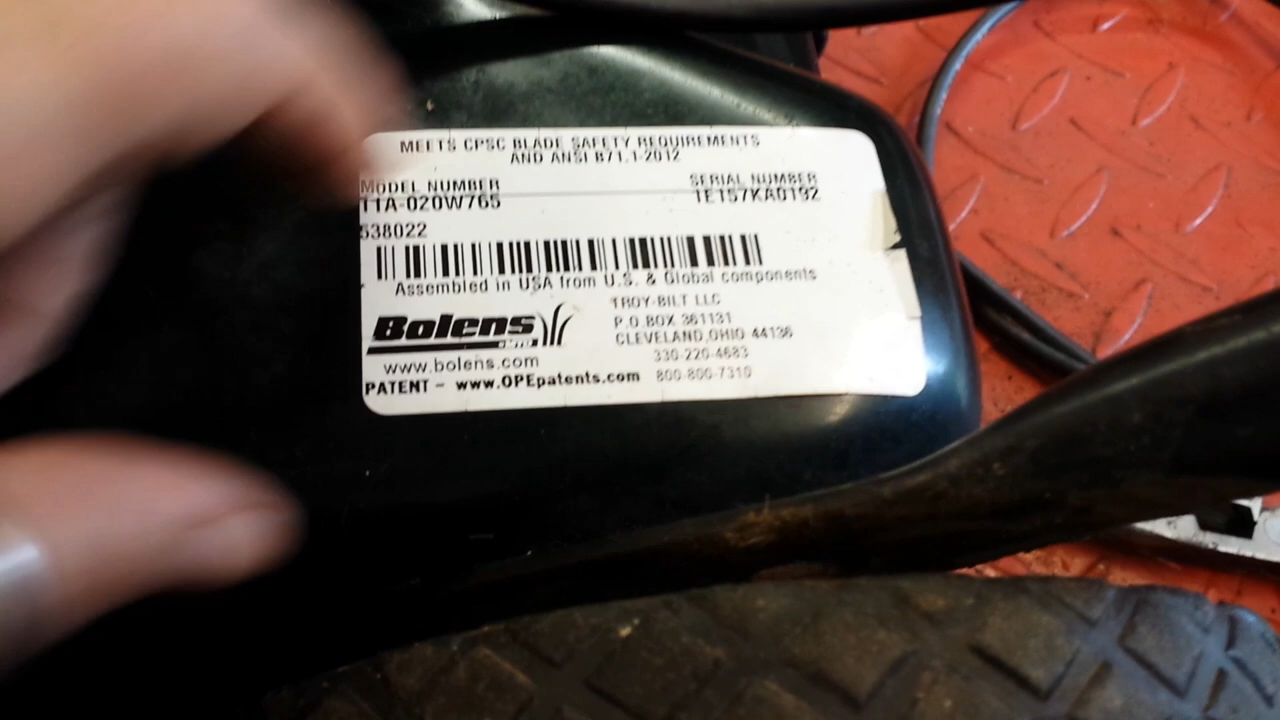 MEETS CPSC BLADE SAFETY REQUIREMENTS
AND ANSI B71.1-2012
MODEL NUMBER SERIAL NUMBER
11A-020W765 1E157KA0192
538022
Assembled in USA from U.S. & Global components
Bolens
TROY-BILT LLC
P.O.BOX 361131
CLEVELAND,OHIO 44136
330-220-4683
800-800-7310
www.bolens.com
PATENT - www.OPEpatents.com